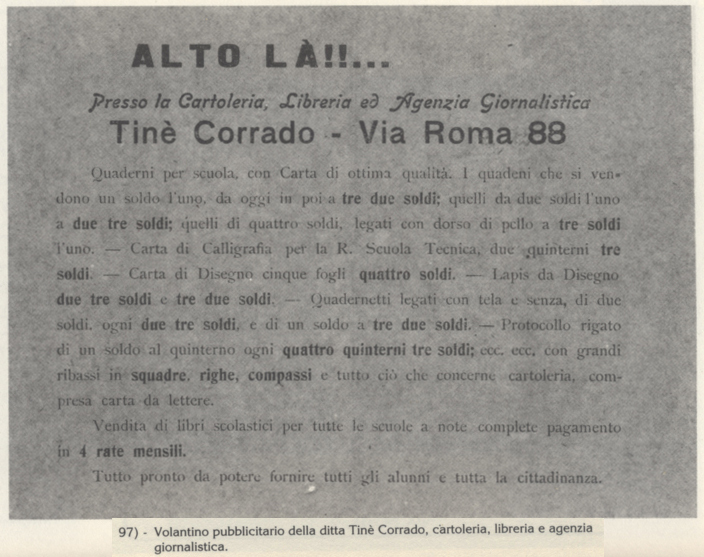 ALTO LÀ!!...
Presso la Cartoleria, Libreria ed Agenzia Giornalistica
Tinè Corrado - Via Roma 88
Quaderni per scuola, con Carta di ottima qualità. I quadeni che si ven-
dono un soldo l'uno, da oggi in poi a tre due soldi; quelli da due soldi l'uno
a due tre soldi; quelli di quattro soldi, legati con dorso di pello a tre soldi
l'uno. — Carta di Calligrafia per la R. Scuola Tecnica, due quinterni tre
soldi. — Carta di Disegno cinque fogli quattro soldi. — Lapis da Disegno
due tre soldi e tre due soldi. — Quadernetti legati con tela e senza, di due
soldi, ogni due tre soldi, e di un soldo a tre due soldi. — Protocollo rigato
di un soldo al quinterno ogni quattro quinterni tre soldi; ecc. ecc. con grandi
ribassi in squadre, righe, compassi e tutto ciò che concerne cartoleria, com-
presa carta da lettere.
Vendita di libri scolastici per tutte le scuole a note complete pagamento
in 4 rate mensili.
Tutto pronto da potere fornire tutti gli alunni e tutta la cittadinanza.
97) - Volantino pubblicitario della ditta Tinè Corrado, cartoleria, libreria e agenzia
giornalistica.